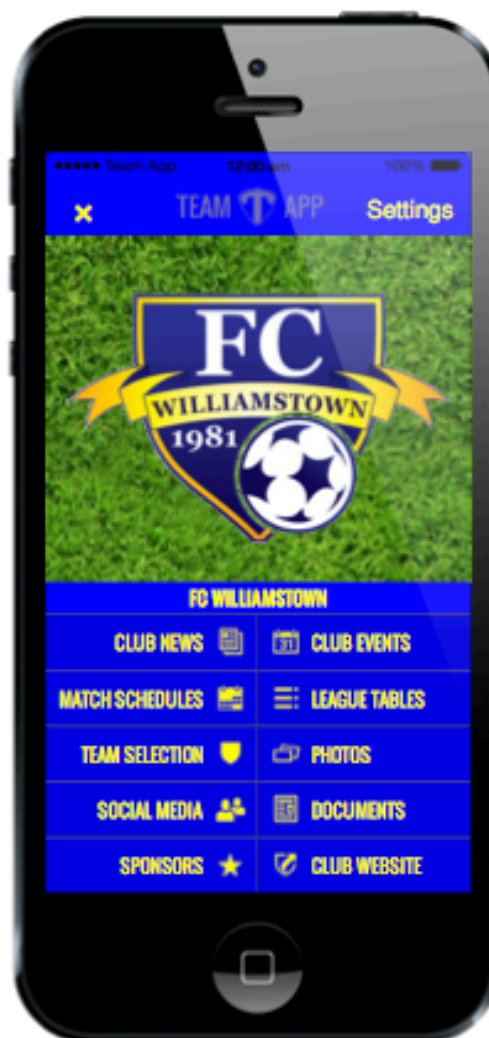 Team App 12:00 am 100%
x TEAM T APP Settings
FC
WILLIAMSTOWN
1981
FC WILLIAMSTOWN
CLUB NEWS 31 CLUB EVENTS
MATCH SCHEDULES LEAGUE TABLES
TEAM SELECTION PHOTOS
SOCIAL MEDIA DOCUMENTS
SPONSORS CLUB WEBSITE